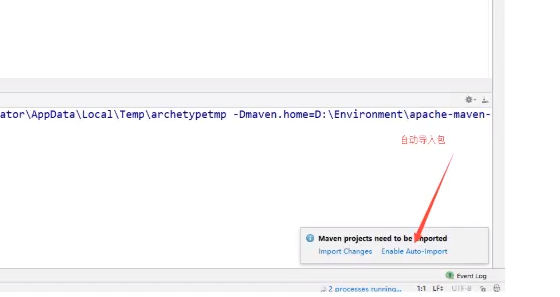 ator\AppData\Local\Temp\archetypetmp -Dmaven.home=D:\Environment\apache-maven-
自动导入包
Maven projects need to be imported
Import Changes Enable Auto-Import
Event Log
2 processes running... 1:1 LF÷ UTF-8